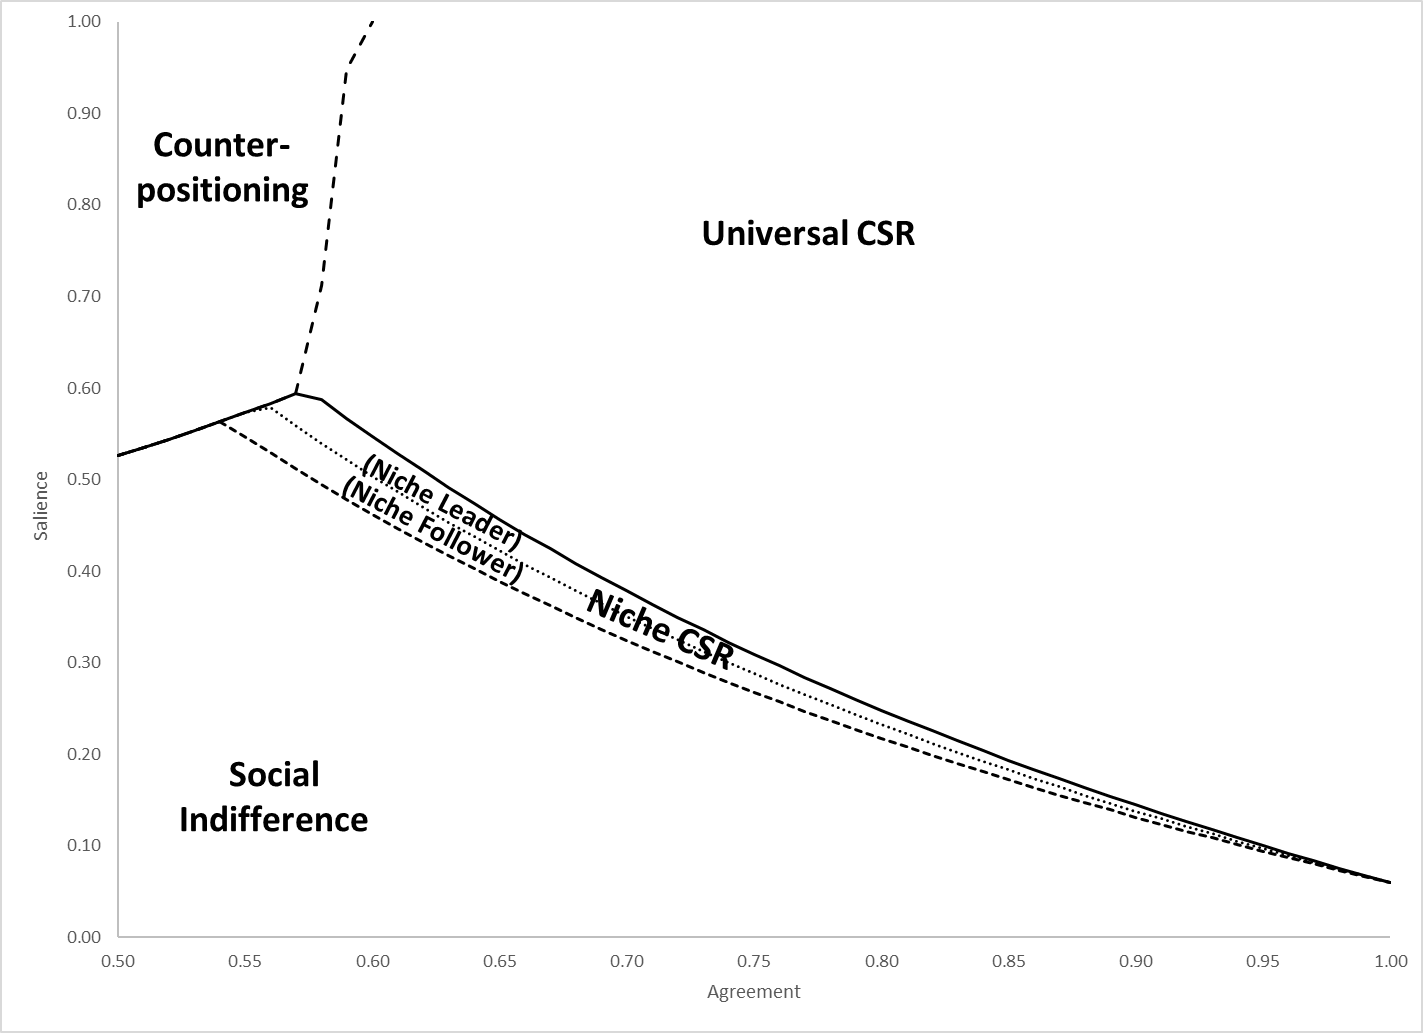 1.00
0.90
0.80
0.70
0.60
0.50
0.40
0.30
0.20
0.10
0.00
Salience
Counter-
positioning
Universal CSR
(Niche Leader)
(Niche Follower)
Niche CSR
Social
Indifference
0.50 0.55 0.60 0.65 0.70 0.75 0.80 0.85 0.90 0.95 1.00
Agreement